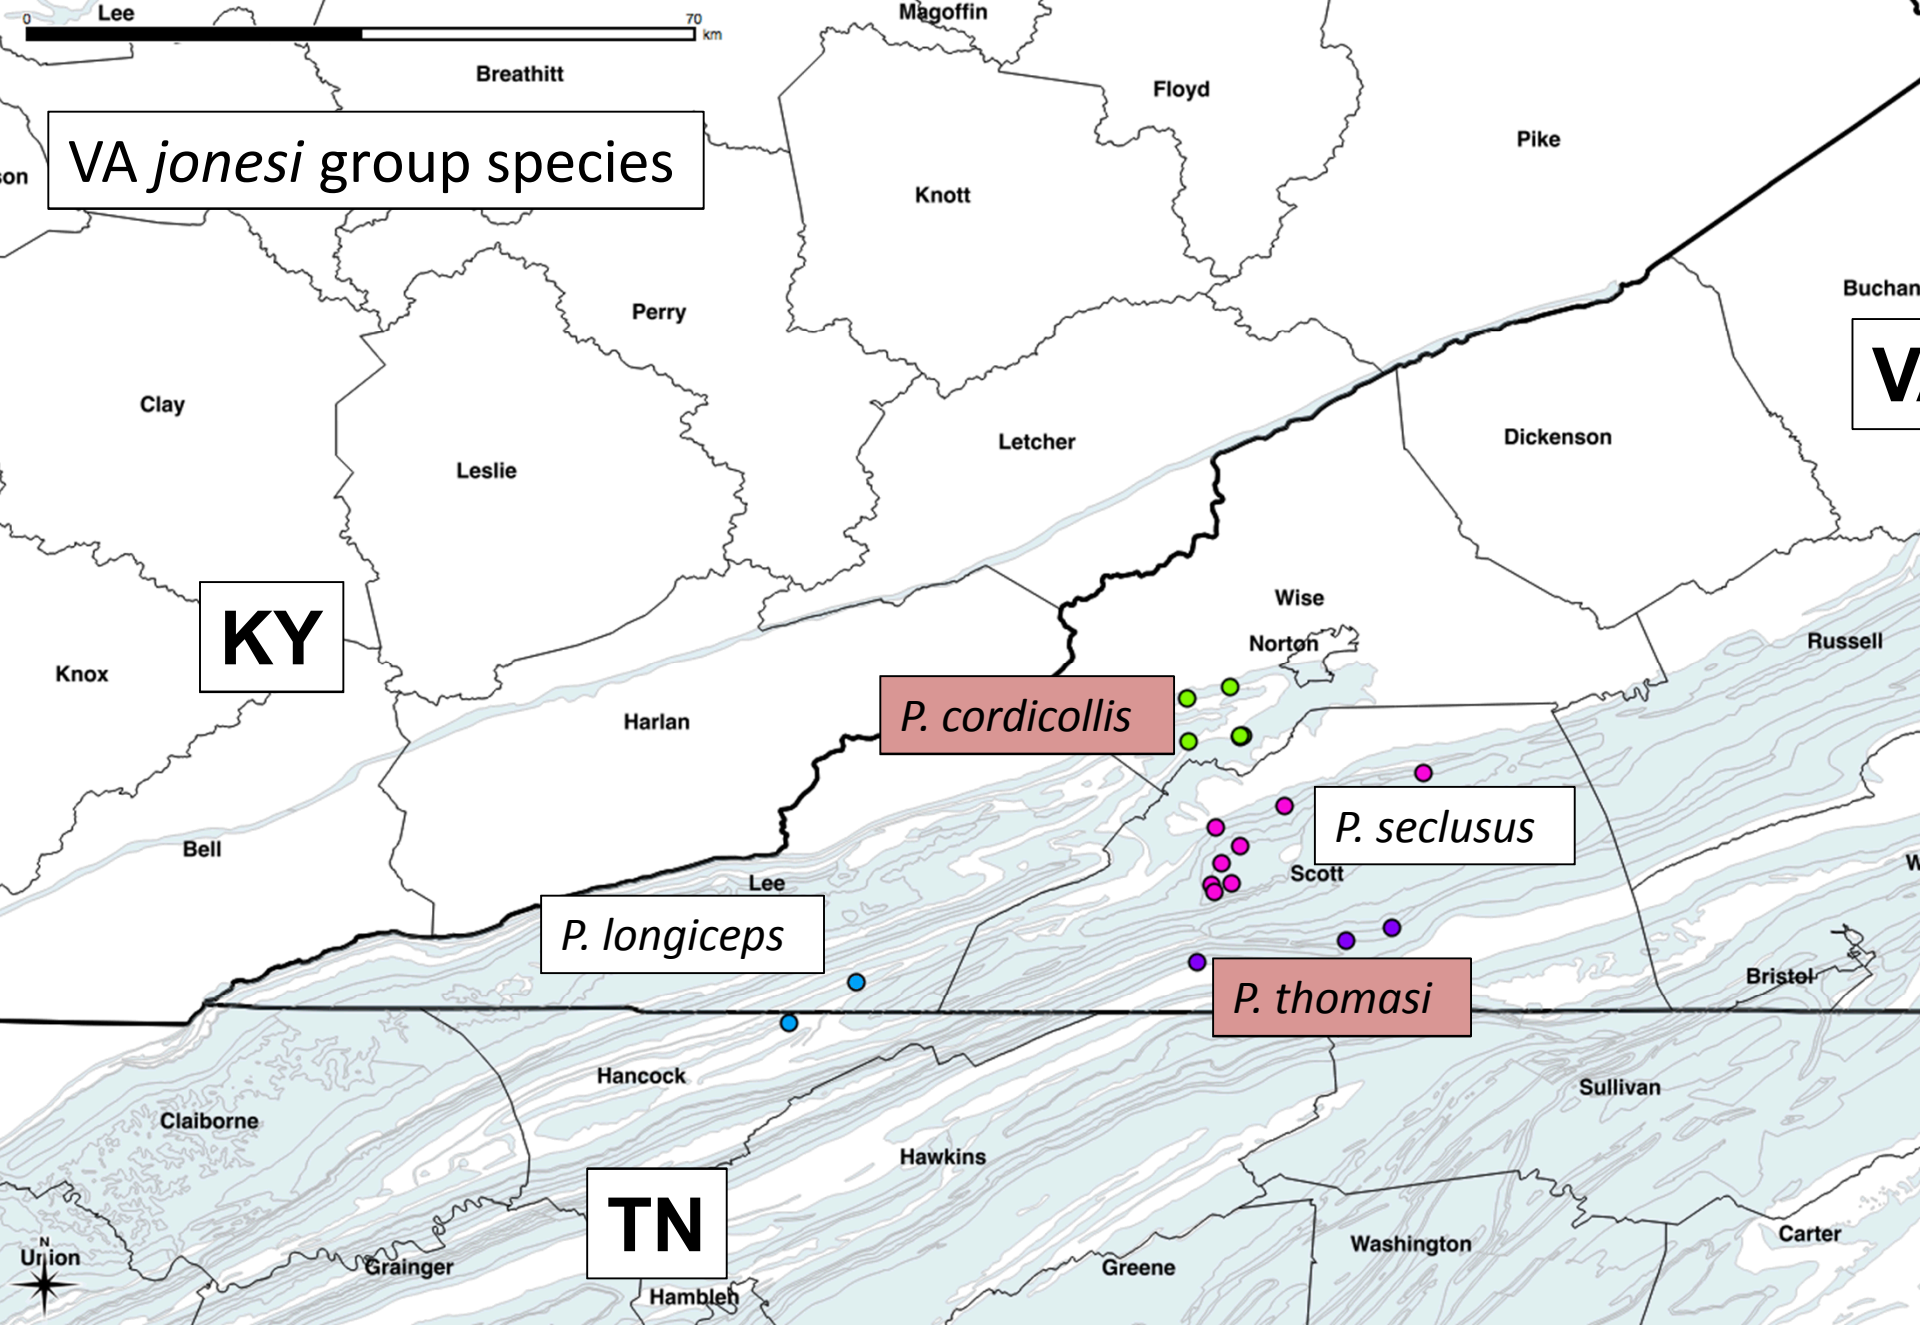 0
70
km
Lee
Magoffin
Breathitt
Floyd
Pike
VA jonesi group species
son
Knott
Buchan
Perry
VA
Clay
Letcher
Dickenson
Leslie
Wise
KY
Norton
Russell
Knox
Harlan
P. cordicollis
P. seclusus
Bell
Scott
Lee
P. longiceps
Bristol
P. thomasi
Hancock
Sullivan
Claiborne
Hawkins
TN
N
Union
Grainger
Washington
Carter
Greene
Hamblen